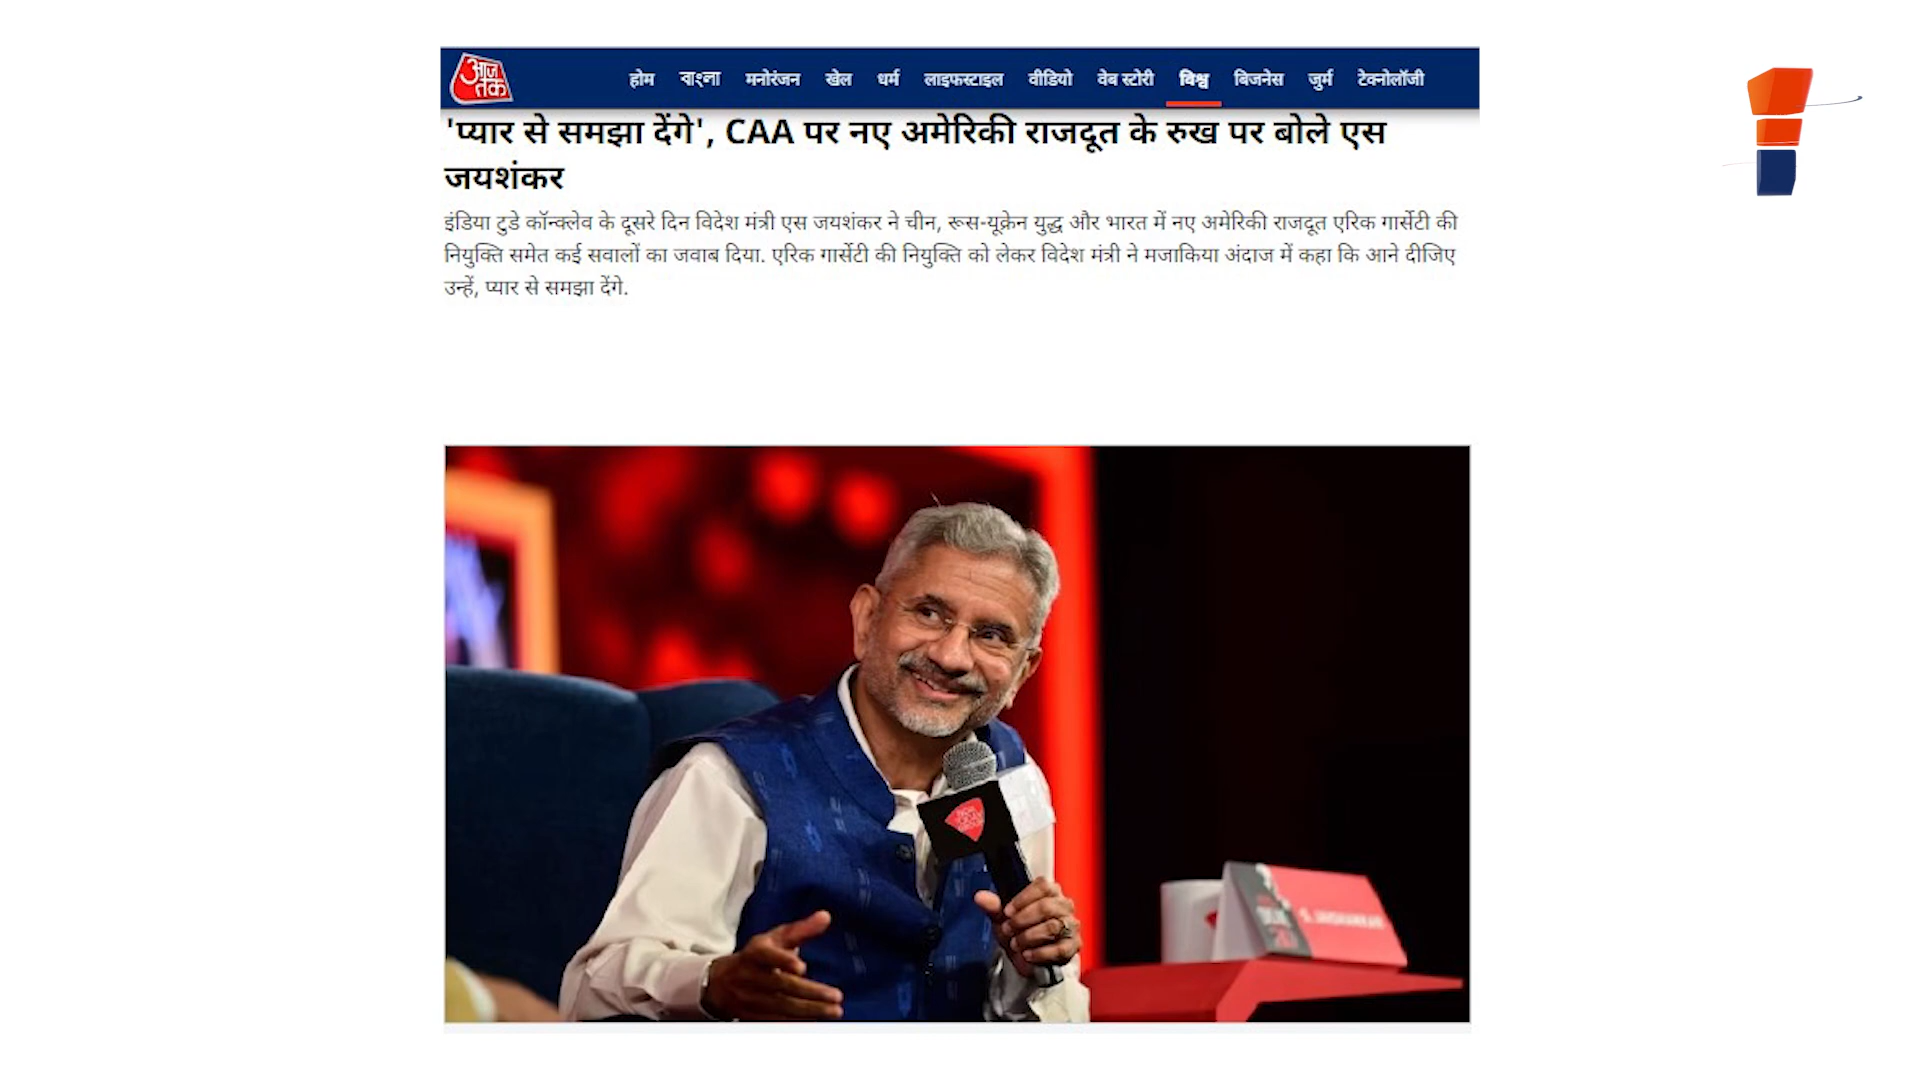 आज तक
होम বাংলা मनोरंजन खेल धर्म लाइफस्टाइल वीडियो वेब स्टोरी विश्व बिजनेस जुर्म टेक्नोलॉजी
'प्यार से समझा देंगे', CAA पर नए अमेरिकी राजदूत के रुख पर बोले एस
जयशंकर
इंडिया टुडे कॉन्क्लेव के दूसरे दिन विदेश मंत्री एस जयशंकर ने चीन, रूस-यूक्रेन युद्ध और भारत में नए अमेरिकी राजदूत एरिक गार्सेटी की
नियुक्ति समेत कई सवालों का जवाब दिया. एरिक गार्सेटी की नियुक्ति को लेकर विदेश मंत्री ने मजाकिया अंदाज में कहा कि आने दीजिए
उन्हें, प्यार से समझा देंगे.
S. JAISHANKAR